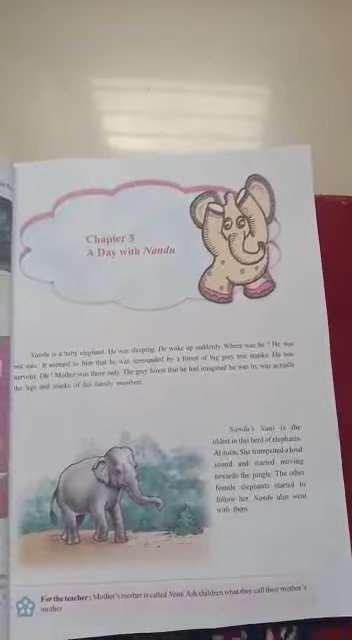 Chapter 3
A Day with Nandu
Nandu is a baby elephant. He was sleeping. He woke up suddenly. Where was he ? He was
not sure. It seemed to him that he was surrounded by a forest of big grey tree trunks. He was
nervous. Oh ! Mother was there only. The grey forest that he had imagined he was in, was actually
the legs and trunks of his family members.
Nandu's Nani is the
oldest in this herd of elephants.
At noon, She trumpetted a loud
sound and started moving
towards the jungle. The other
female elephants started to
follow her. Nandu also went
with them.
For the teacher : Mother's mother is called Nani. Ask children what they call their mother's
mother